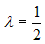 λ = 1/2